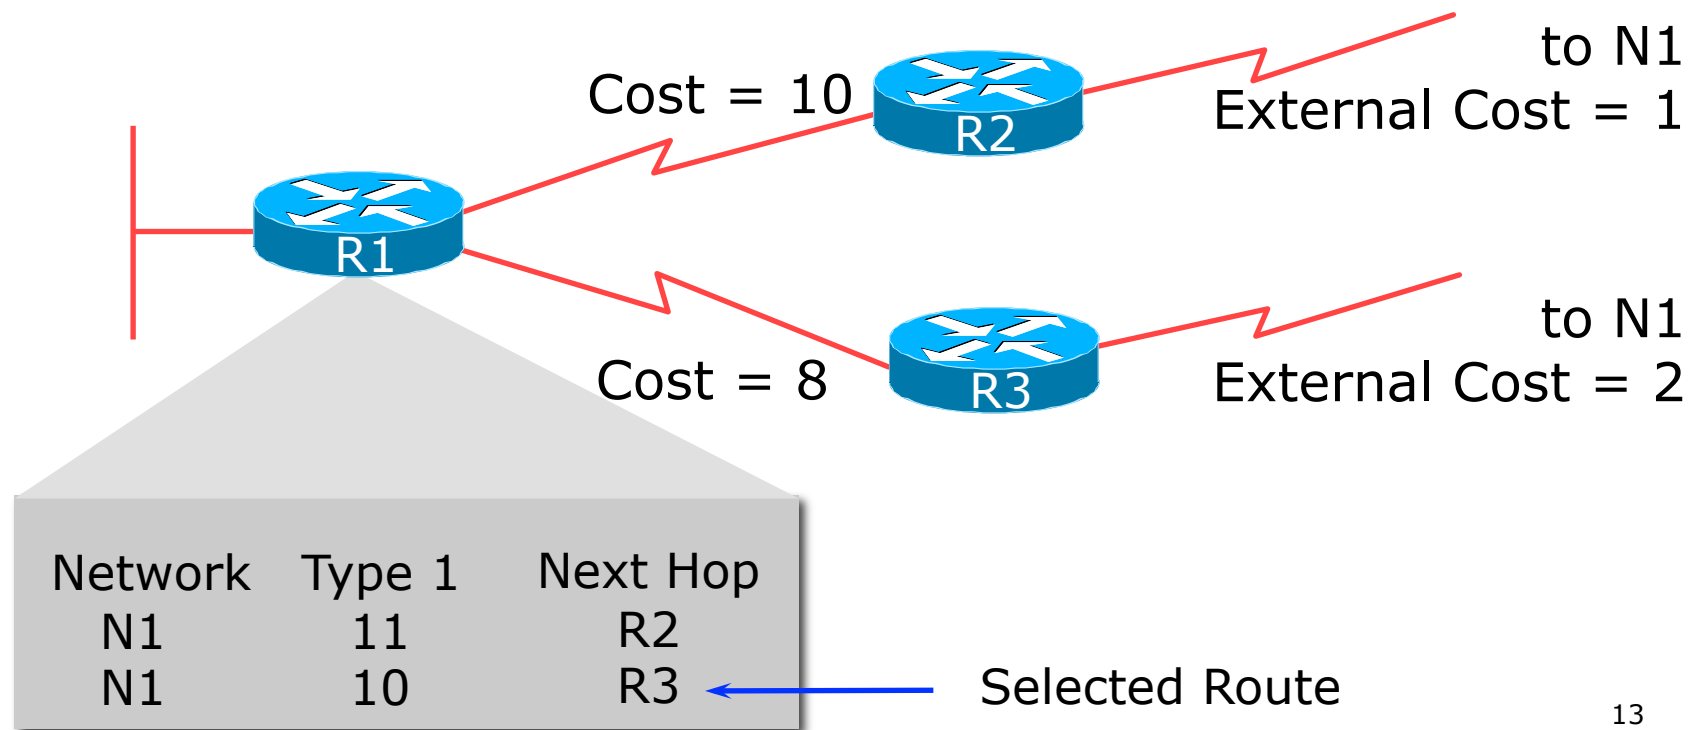 to N1
Cost = 10
External Cost = 1
R2
R1
to N1
Cost = 8
R3
External Cost = 2
Network Type 1 Next Hop
N1 11 R2
N1 10 R3
Selected Route
13